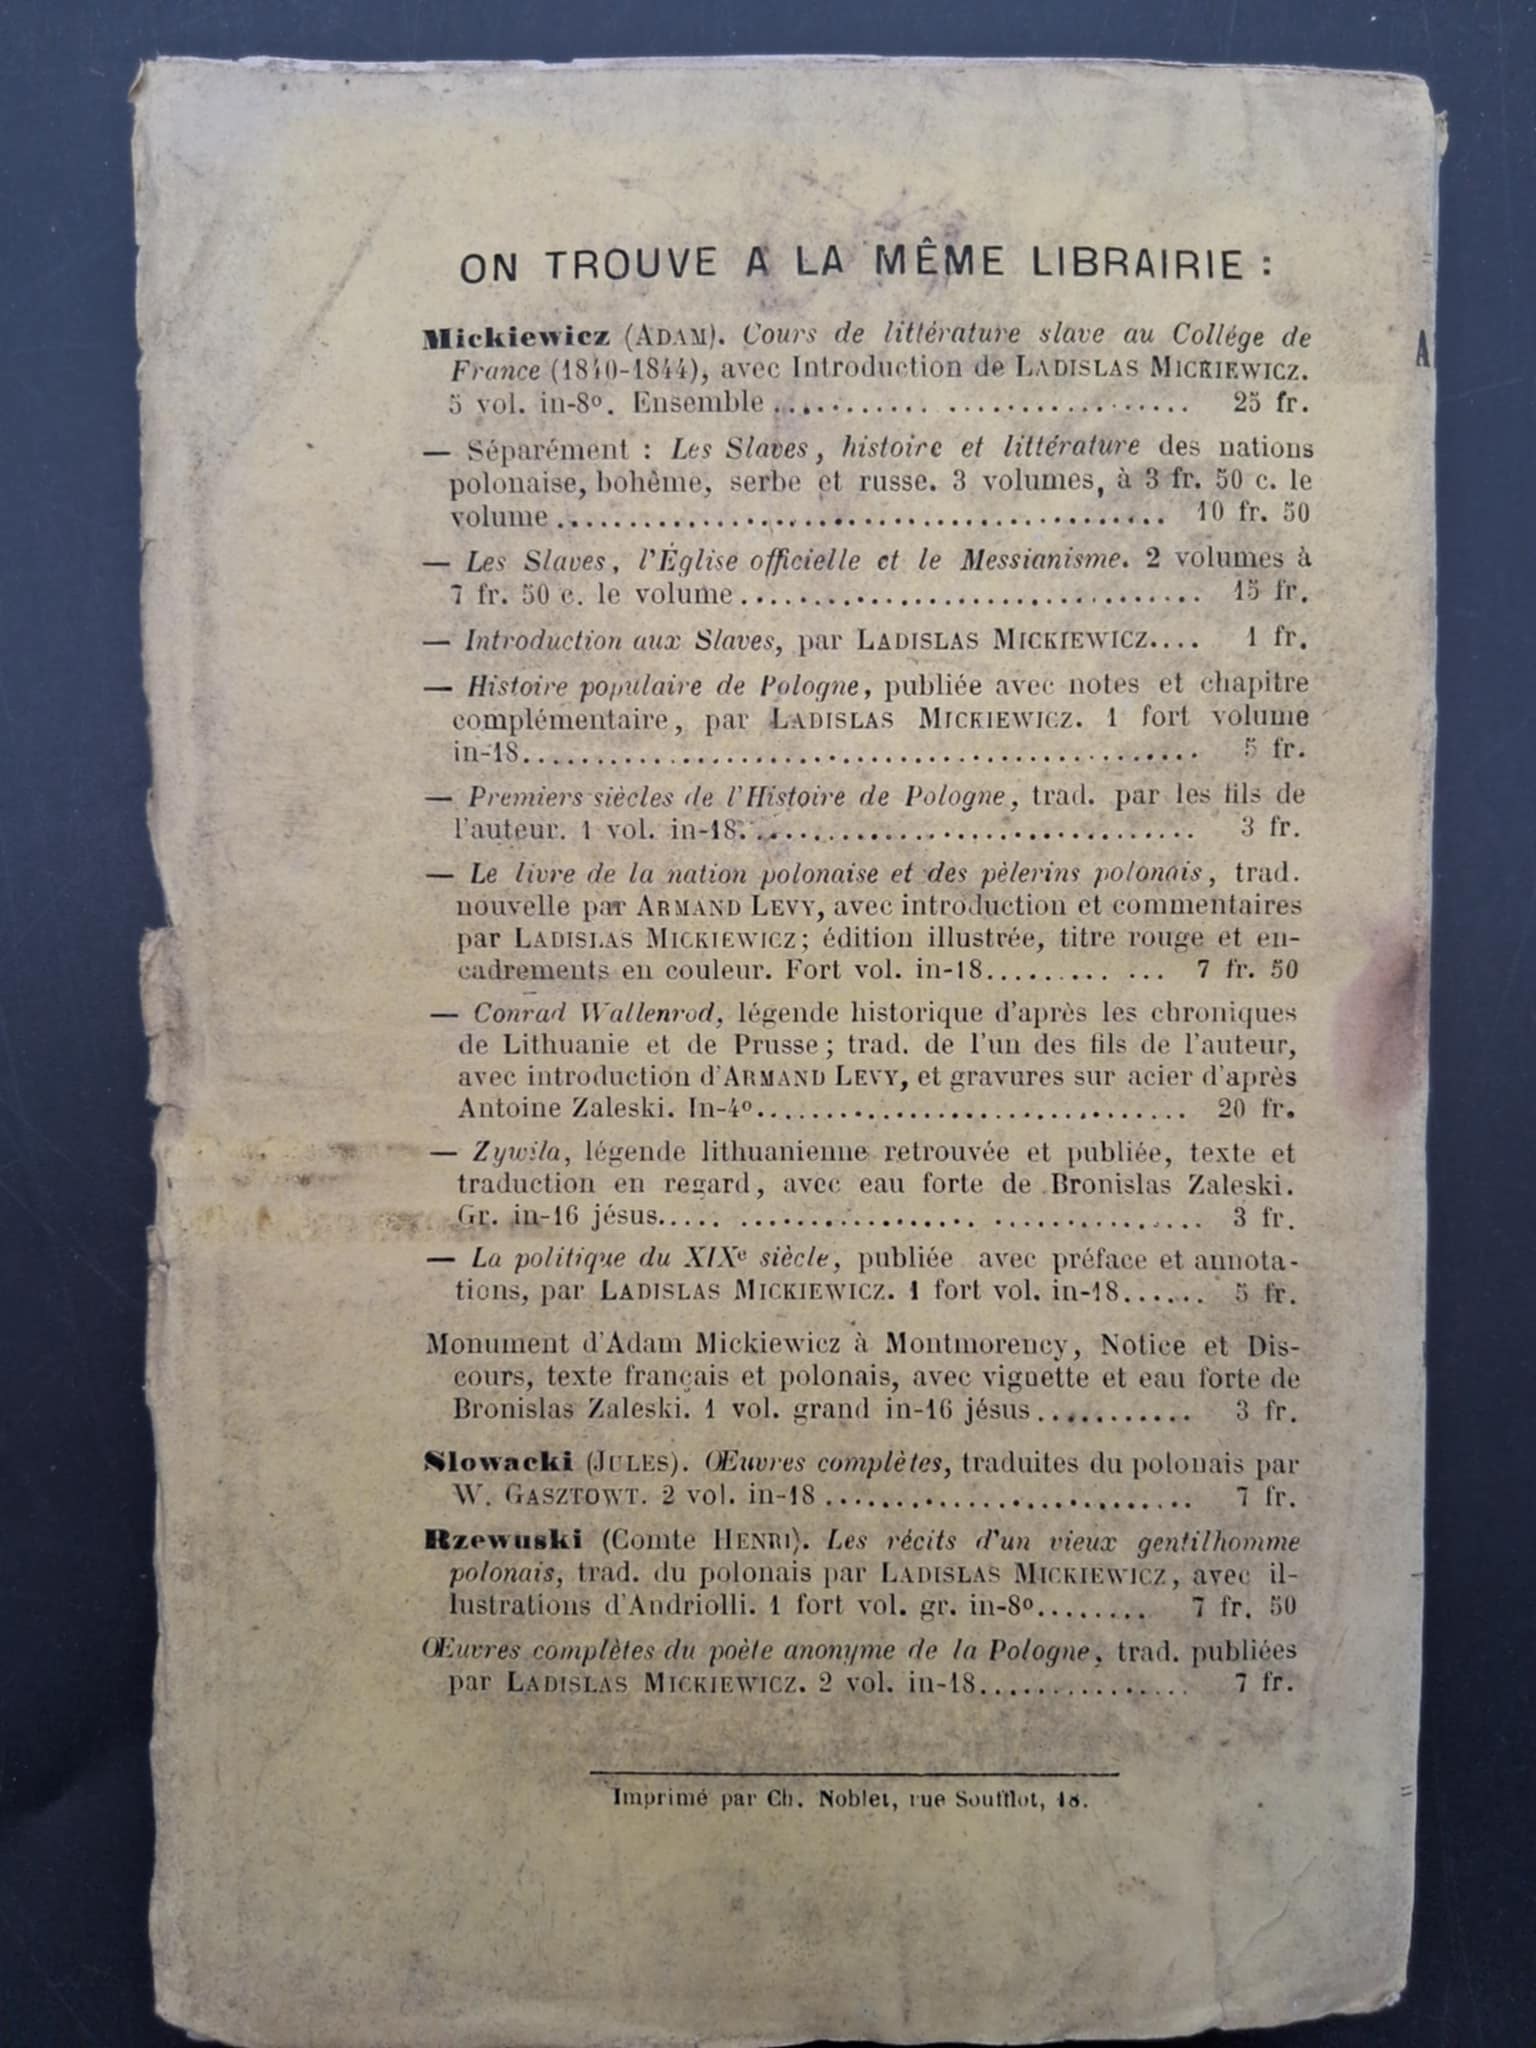 ON TROUVE A LA MÊME LIBRAIRIE :
Mickiewicz (ADAM). Cours de littérature slave au Collége de
France (1840-1844), avec Introduction de LADISLAS MICKIEWICZ.
5 vol. in-8o. Ensemble ........... ................. 25 fr.
— Séparément : Les Slaves, histoire et littérature des nations
polonaise, bohême, serbe et russe. 3 volumes, à 3 fr. 50 c. le
volume.......................................... 10 fr. 50
— Les Slaves, l'Église officielle et le Messianisme. 2 volumes à
7 fr. 50 c. le volume................................ 15 fr.
— Introduction aux Slaves, par LADISLAS MICKIEWICZ.... 1 fr.
— Histoire populaire de Pologne, publiée avec notes et chapitre
complémentaire, par LADISLAS MICKIEWICZ. 1 fort volume
in-18............................................... 5 fr.
— Premiers siècles de l'Histoire de Pologne, trad. par les fils de
l'auteur. 1 vol. in-18................................ 3 fr.
— Le livre de la nation polonaise et des pèlerins polonais, trad.
nouvelle par ARMAND LEVY, avec introduction et commentaires
par LADISLAS MICKIEWICZ; édition illustrée, titre rouge et en-
cadrements en couleur. Fort vol. in-18.......... ... 7 fr. 50
— Conrad Wallenrod, légende historique d'après les chroniques
de Lithuanie et de Prusse; trad. de l'un des fils de l'auteur,
avec introduction d'ARMAND LEVY, et gravures sur acier d'après
Antoine Zaleski. In-4o.............................. 20 fr.
— Zywila, légende lithuanienne retrouvée et publiée, texte et
traduction en regard, avec eau forte de Bronislas Zaleski.
Gr. in-16 jésus..... ................. ............... 3 fr.
— La politique du XIXe siècle, publiée avec préface et annota-
tions, par LADISLAS MICKIEWICZ. 1 fort vol. in-18...... 5 fr.
Monument d'Adam Mickiewicz à Montmorency, Notice et Dis-
cours, texte français et polonais, avec vignette et eau forte de
Bronislas Zaleski. 1 vol. grand in-16 jésus........... 3 fr.
Slowacki (JULES). Œuvres complètes, traduites du polonais par
W. GASZTOWT. 2 vol. in-18.......................... 7 fr.
Rzewuski (Comte HENRI). Les récits d'un vieux gentilhomme
polonais, trad. du polonais par LADISLAS MICKIEWICZ, avec il-
lustrations d'Andriolli. 1 fort vol. gr. in-8o........ 7 fr. 50
Œuvres complètes du poète anonyme de la Pologne, trad. publiées
par LADISLAS MICKIEWICZ. 2 vol. in-18............... 7 fr.
Imprimé par Ch. Noblet, rue Soufflot, 18.
A